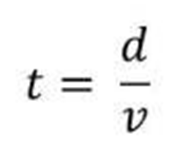 t = d/v